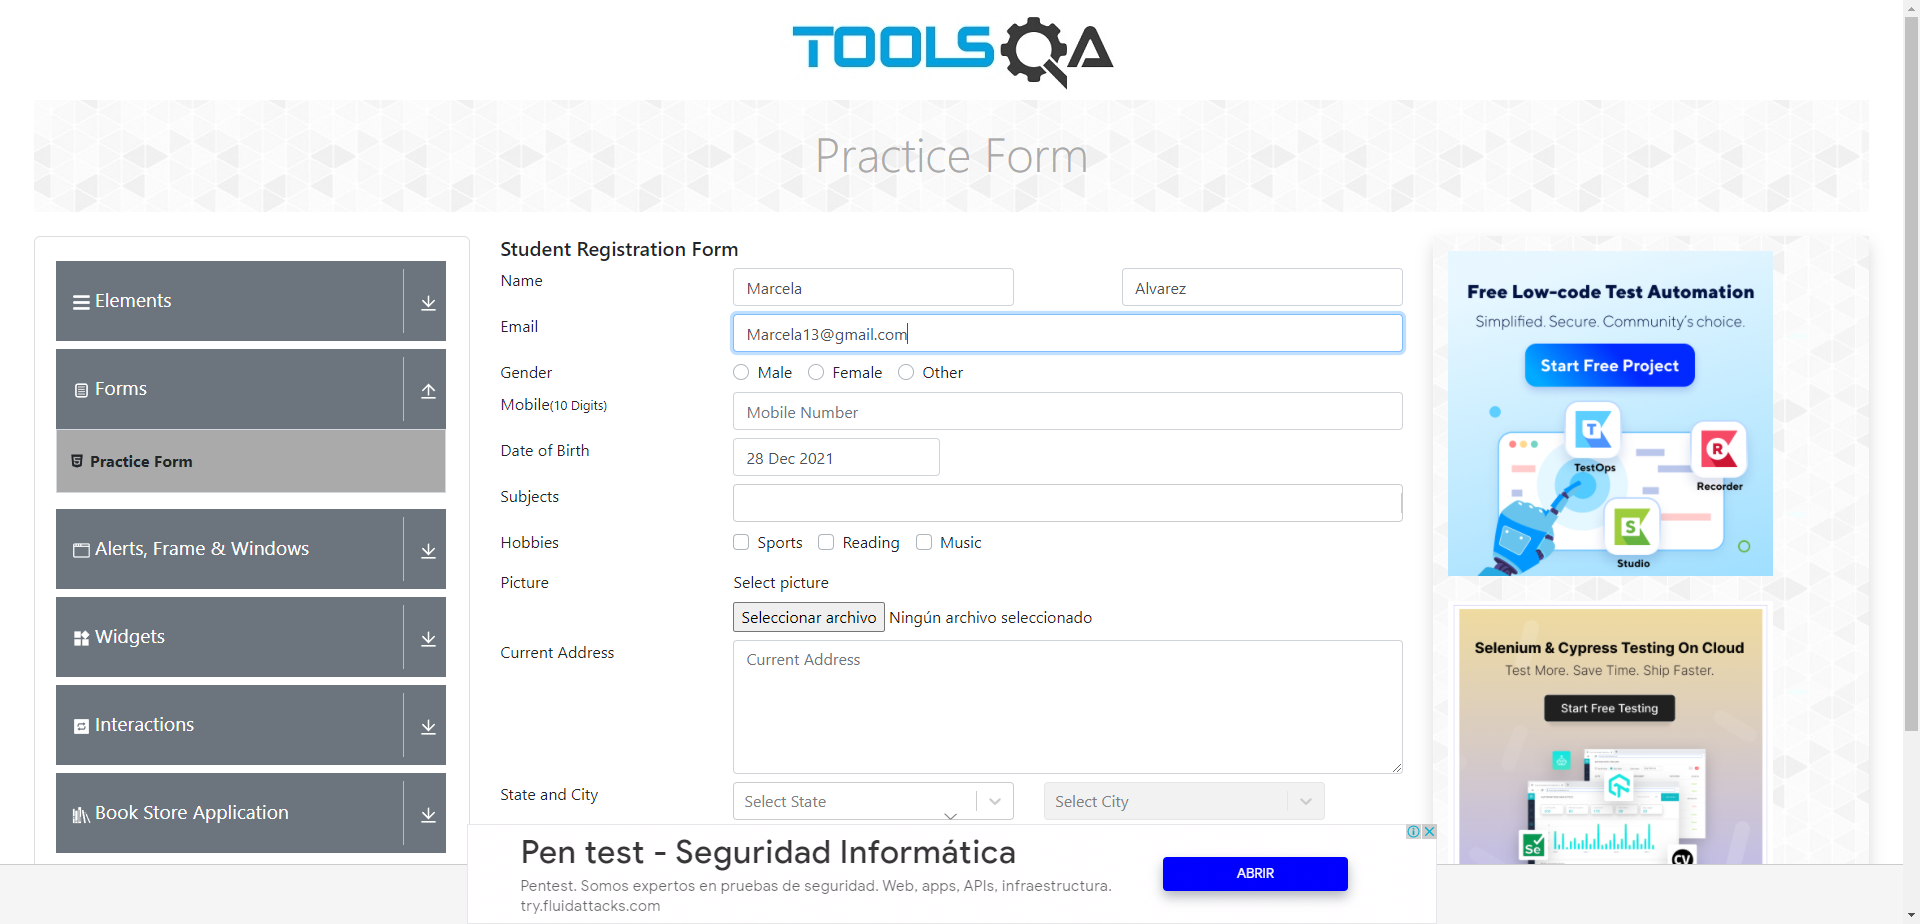 TOOLSQA
Practice Form
Elements
Forms
Practice Form
Alerts, Frame & Windows
Widgets
Interactions
Book Store Application
Student Registration Form
Name
Marcela
Alvarez
Email
Marcela13@gmail.com
Gender
Male
Female
Other
Mobile(10 Digits)
Mobile Number
Date of Birth
28 Dec 2021
Subjects
Hobbies
Sports
Reading
Music
Picture
Select picture
Seleccionar archivo
Ningún archivo seleccionado
Current Address
Current Address
State and City
Select State
Select City
Free Low-code Test Automation
Simplified. Secure. Community's choice.
Start Free Project
T
TestOps
R
Recorder
S
Studio
Selenium & Cypress Testing On Cloud
Test More. Save Time. Ship Faster.
Start Free Testing
Se
CY
Pen test - Seguridad Informática
Pentest. Somos expertos en pruebas de seguridad. Web, apps, APIs, infraestructura.
try.fluidattacks.com
ABRIR